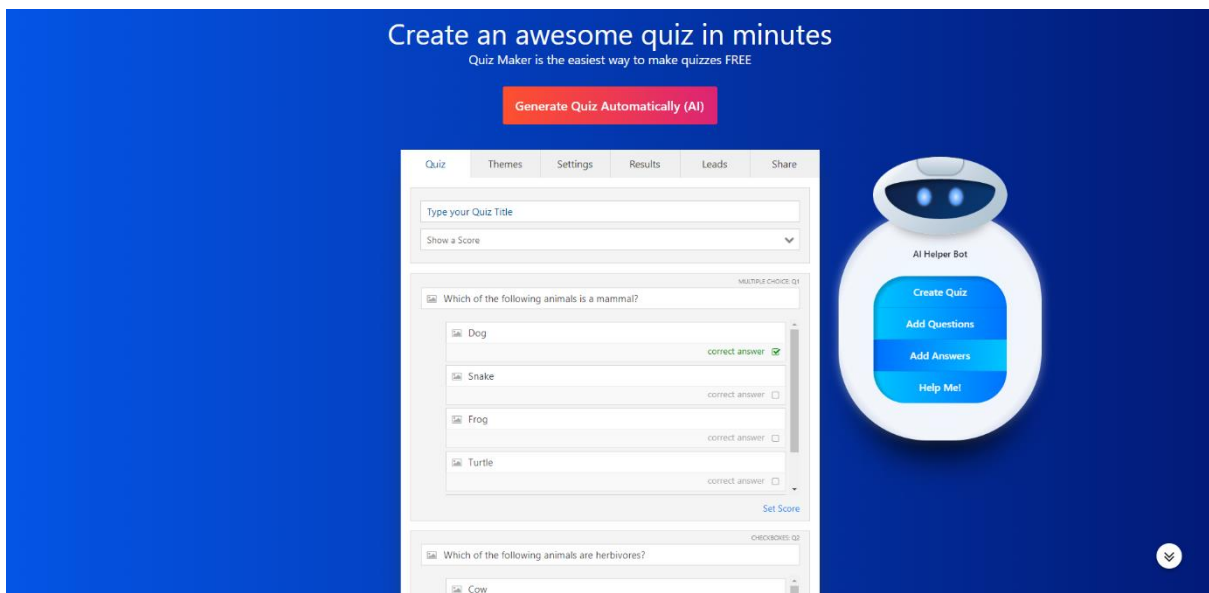 Create an awesome quiz in minutes
Quiz Maker is the easiest way to make quizzes FREE
Generate Quiz Automatically (AI)
Quiz Themes Settings Results Leads Share
Type your Quiz Title
Show a Score
MULTIPLE CHOICE: Q1
Which of the following animals is a mammal?
Dog
correct answer
Snake
correct answer
Frog
correct answer
Turtle
correct answer
Set Score
CHECKBOXES: Q2
Which of the following animals are herbivores?
Cow
AI Helper Bot
Create Quiz
Add Questions
Add Answers
Help Me!